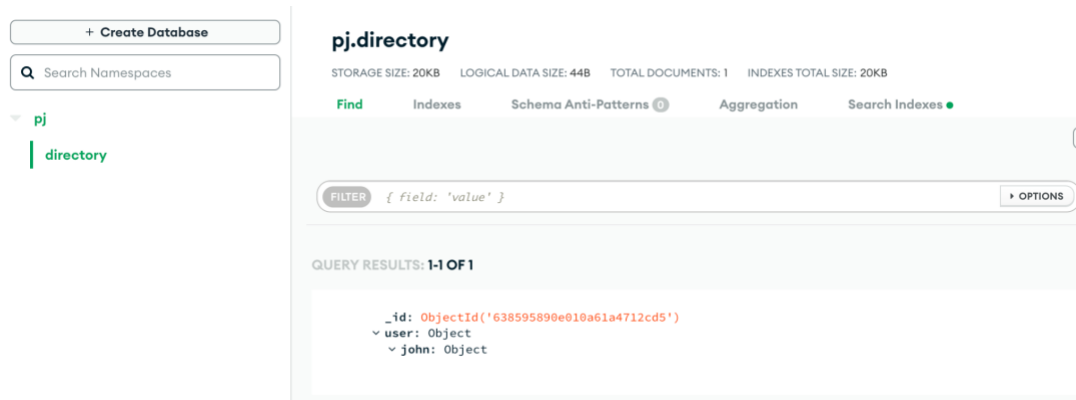 + Create Database
Search Namespaces
pj
directory
pj.directory
STORAGE SIZE: 20KB LOGICAL DATA SIZE: 44B TOTAL DOCUMENTS: 1 INDEXES TOTAL SIZE: 20KB
Find Indexes Schema Anti-Patterns 0 Aggregation Search Indexes
FILTER { field: 'value' } OPTIONS
QUERY RESULTS: 1-1 OF 1
_id: ObjectId('638595890e010a61a4712cd5')
user: Object
john: Object